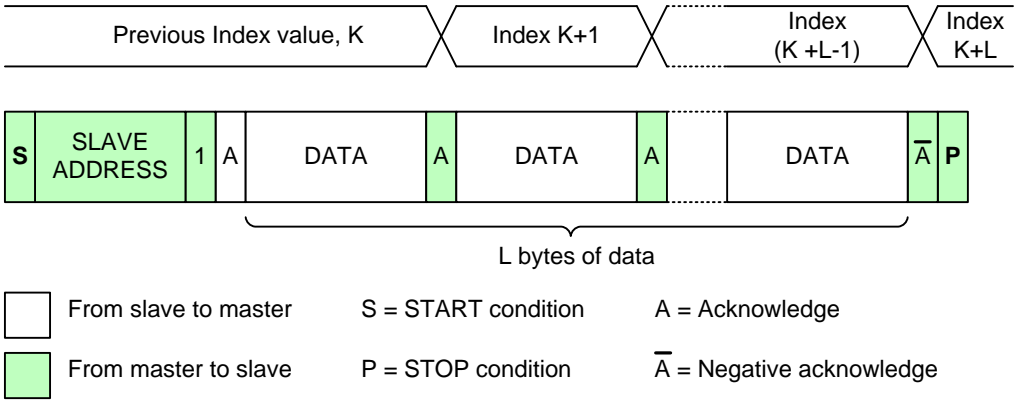 Previous Index value, K
Index K+1
Index
(K +L-1)
Index
K+L
S
SLAVE
ADDRESS
1
A
DATA
A
DATA
A
DATA
A̅
P
L bytes of data
From slave to master
S = START condition
A = Acknowledge
From master to slave
P = STOP condition
A̅ = Negative acknowledge